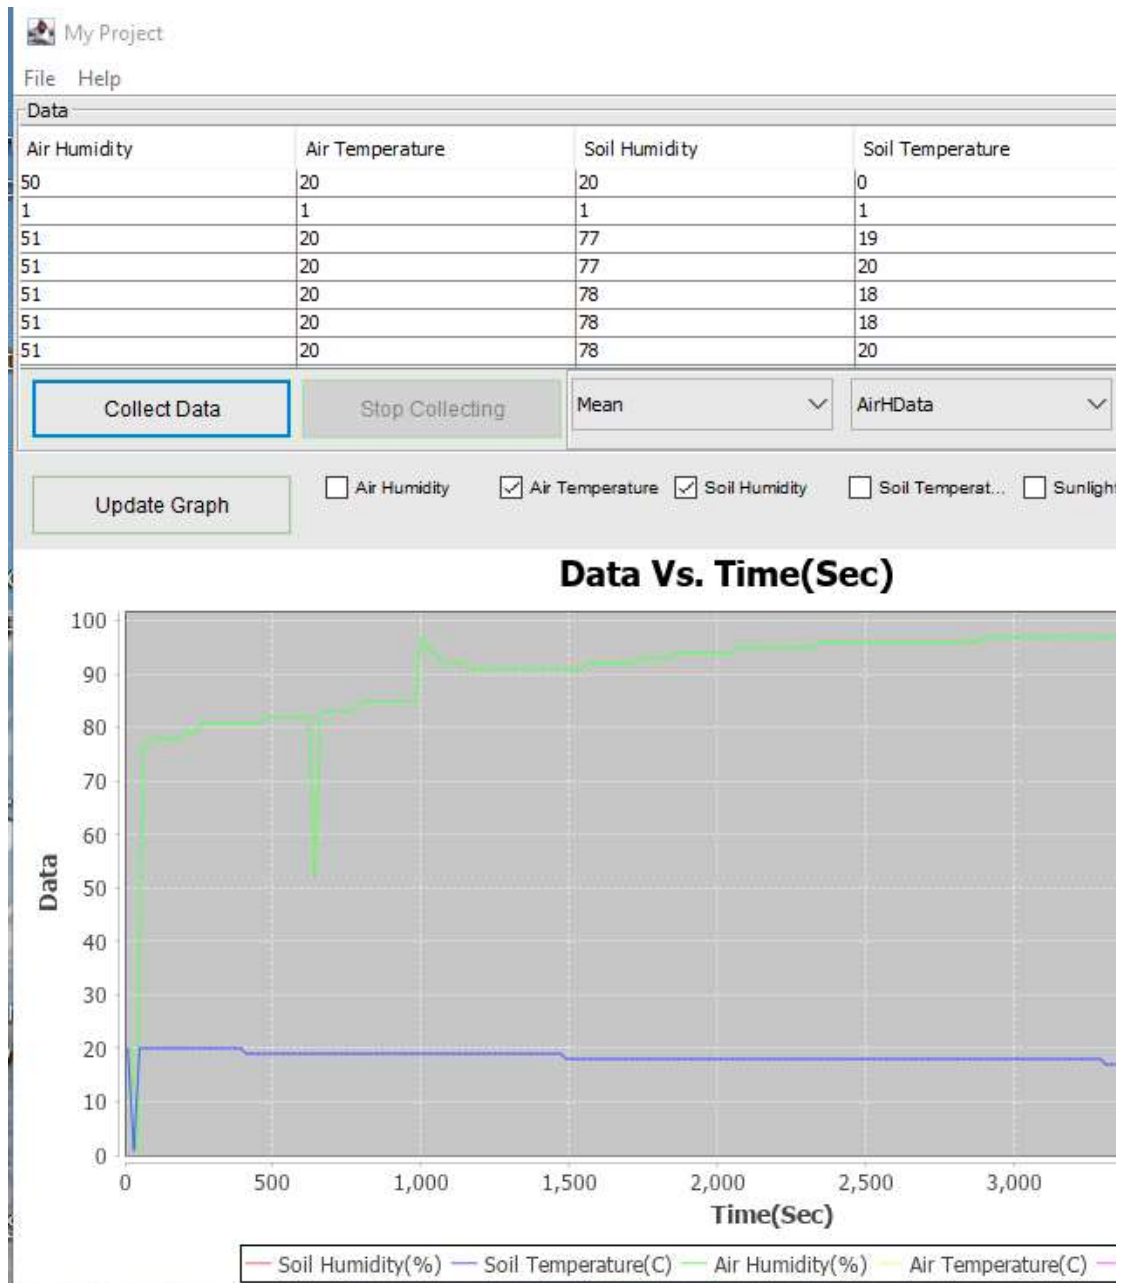 My Project
File Help
Data
Air Humidity Air Temperature Soil Humidity Soil Temperature
50 20 20 0
1 1 1 1
51 20 77 19
51 20 77 20
51 20 78 18
51 20 78 18
51 20 78 20
Collect Data Stop Collecting Mean AirHData
Update Graph Air Humidity Air Temperature Soil Humidity Soil Temperat... Sunlight
Data Vs. Time(Sec)
100
90
80
70
60
50
40
30
20
10
0
Data
0 500 1,000 1,500 2,000 2,500 3,000
Time(Sec)
Soil Humidity(%) Soil Temperature(C) Air Humidity(%) Air Temperature(C)